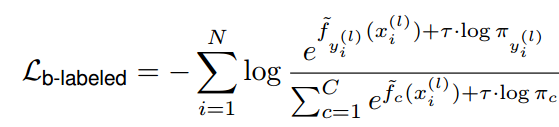 $\mathcal{L}_{\text{b-labeled}} = -\sum_{i=1}^{N} \log \frac{e^{\tilde{f}_{y_i^{(l)}}(x_i^{(l)})+\tau \cdot \log \pi_{y_i^{(l)}}}}{\sum_{c=1}^{C} e^{\tilde{f}_c(x_i^{(l)})+\tau \cdot \log \pi_c}}$